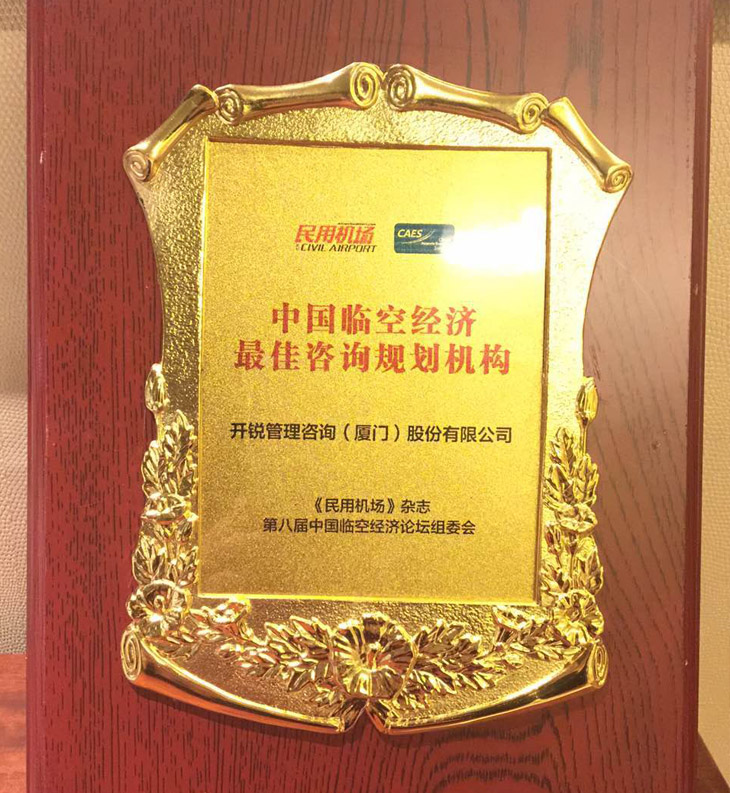 民用机场
CIVIL AIRPORT
CAES
中国临空经济
最佳咨询规划机构
开锐管理咨询（厦门）股份有限公司
《民用机场》杂志
第八届中国临空经济论坛组委会